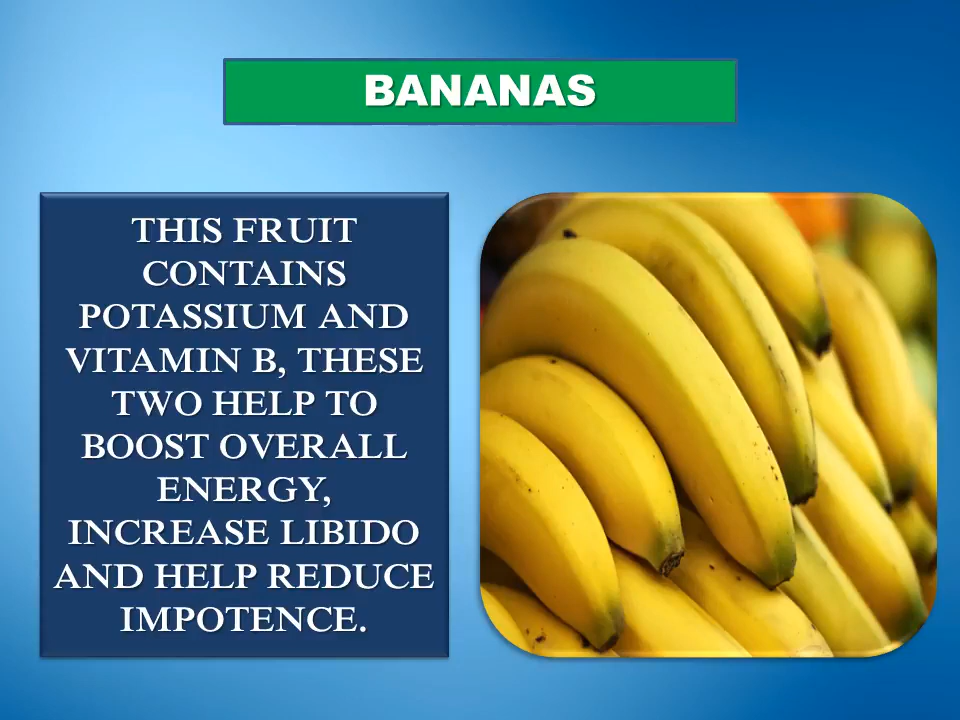 BANANAS
THIS FRUIT
CONTAINS
POTASSIUM AND
VITAMIN B, THESE
TWO HELP TO
BOOST OVERALL
ENERGY,
INCREASE LIBIDO
AND HELP REDUCE
IMPOTENCE.